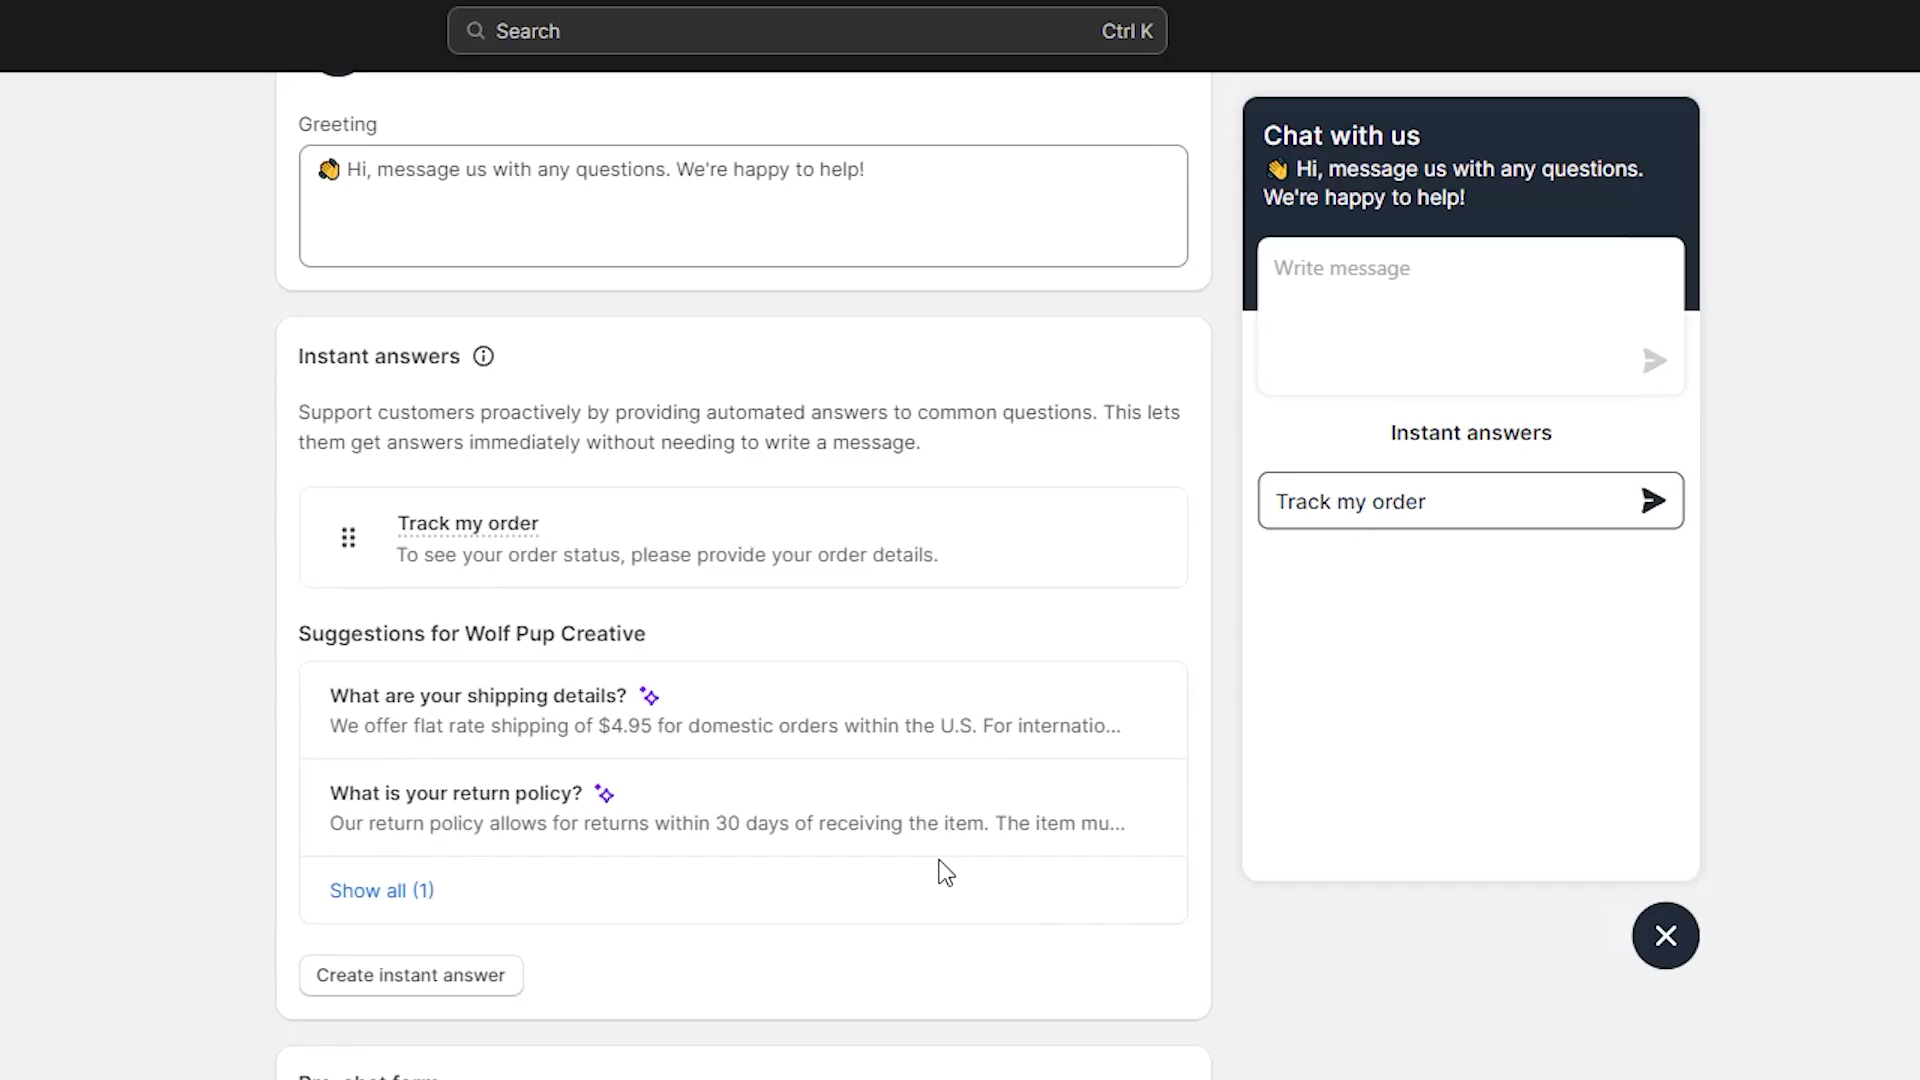 Search
Ctrl K
Greeting
👋 Hi, message us with any questions. We're happy to help!
Instant answers
Support customers proactively by providing automated answers to common questions. This lets
them get answers immediately without needing to write a message.
Track my order
To see your order status, please provide your order details.
Suggestions for Wolf Pup Creative
What are your shipping details?
We offer flat rate shipping of $4.95 for domestic orders within the U.S. For internatio...
What is your return policy?
Our return policy allows for returns within 30 days of receiving the item. The item mu...
Show all (1)
Create instant answer
Chat with us
👋 Hi, message us with any questions.
We're happy to help!
Write message
Instant answers
Track my order